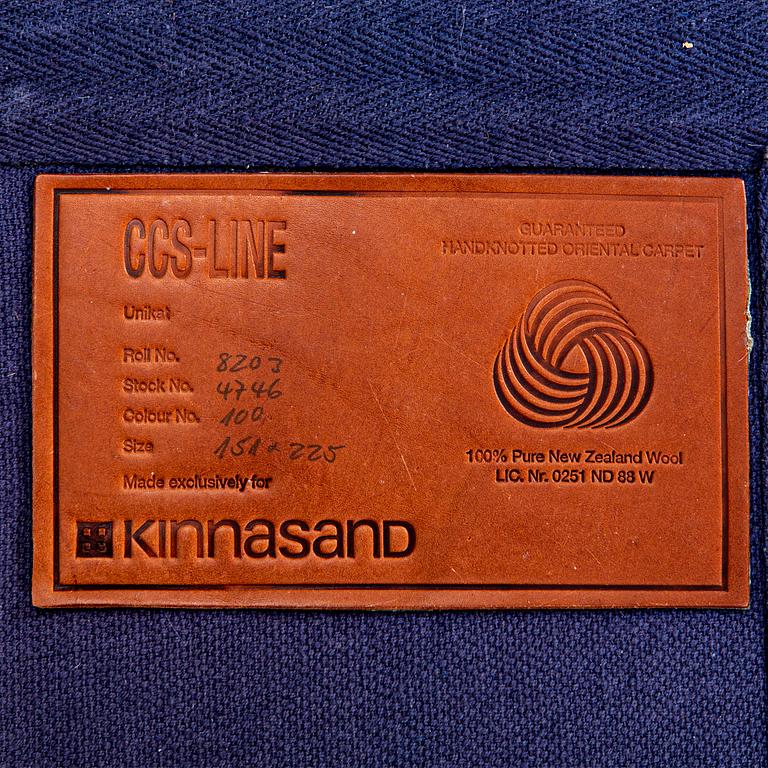 CCS-LINE
Unikat
Roll No. 8203
Stock No. 4746
Colour No. 100
Size 151 x 225
Made exclusively for
KINNASAND
GUARANTEED
HANDKNOTTED ORIENTAL CARPET
100% Pure New Zealand Wool
LIC. Nr. 0251 ND 88 W